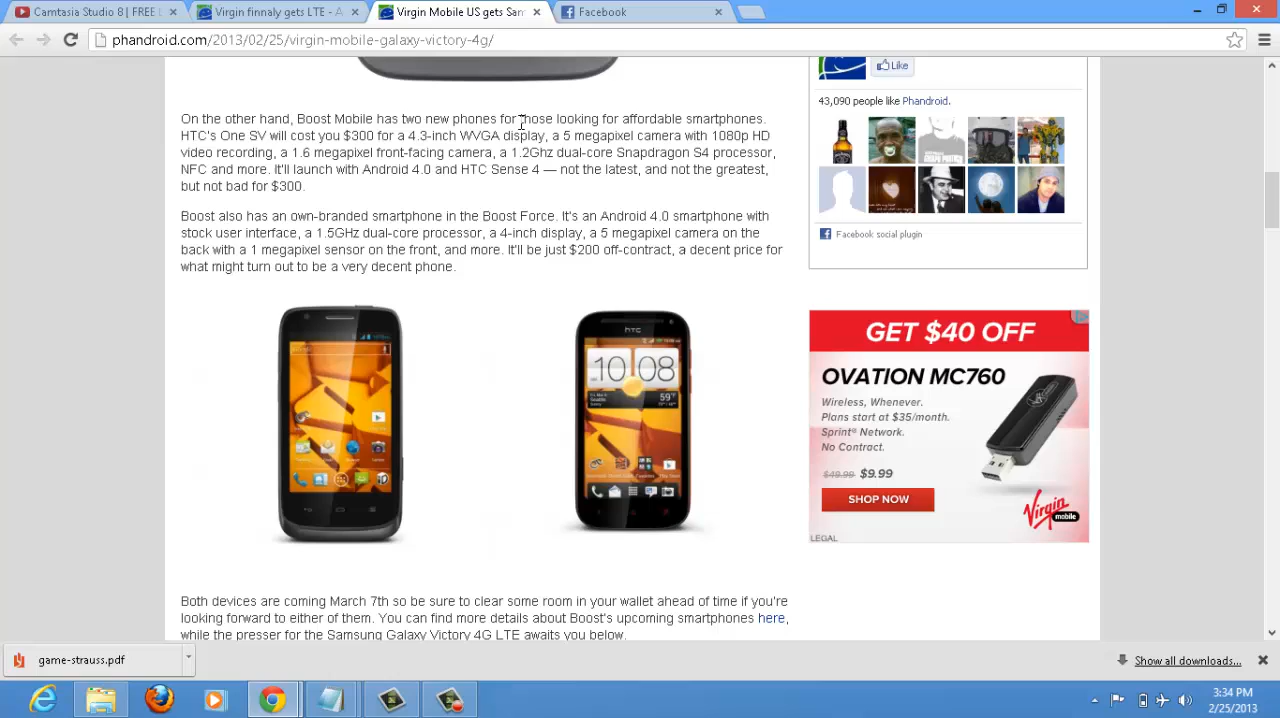 Camtasia Studio 8 | FREE
Virgin finnaly gets LTE - A
Virgin Mobile US gets San
Facebook
phandroid.com/2013/02/25/virgin-mobile-galaxy-victory-4g/
On the other hand, Boost Mobile has two new phones for those looking for affordable smartphones.
HTC's One SV will cost you $300 for a 4.3-inch WVGA display, a 5 megapixel camera with 1080p HD
video recording, a 1.6 megapixel front-facing camera, a 1.2Ghz dual-core Snapdragon S4 processor,
NFC and more. It'll launch with Android 4.0 and HTC Sense 4 — not the latest, and not the greatest,
but not bad for $300.
They also has an own-branded smartphone in the Boost Force. It's an Android 4.0 smartphone with
stock user interface, a 1.5GHz dual-core processor, a 4-inch display, a 5 megapixel camera on the
back with a 1 megapixel sensor on the front, and more. It'll be just $200 off-contract, a decent price for
what might turn out to be a very decent phone.
hTC
10 08
59°
Both devices are coming March 7th so be sure to clear some room in your wallet ahead of time if you're
looking forward to either of them. You can find more details about Boost's upcoming smartphones here,
while the presser for the Samsung Galaxy Victory 4G LTE awaits you below.
Like
43,090 people like Phandroid.
Facebook social plugin
GET $40 OFF
OVATION MC760
Wireless, Whenever.
Plans start at $35/month.
Sprint® Network.
No Contract.
$49.99 $9.99
SHOP NOW
Virgin
mobile
LEGAL
game-strauss.pdf
Show all downloads...
3:34 PM
2/25/2013